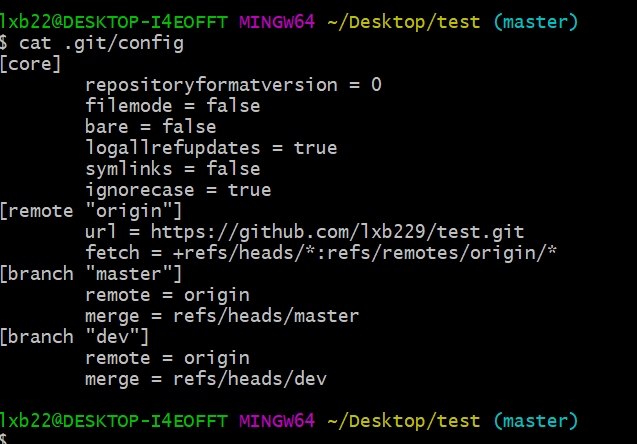 lxb22@DESKTOP-I4EOFFT MINGW64 ~/Desktop/test (master)
$ cat .git/config
[core]
        repositoryformatversion = 0
        filemode = false
        bare = false
        logallrefupdates = true
        symlinks = false
        ignorecase = true
[remote "origin"]
        url = https://github.com/lxb229/test.git
        fetch = +refs/heads/*:refs/remotes/origin/*
[branch "master"]
        remote = origin
        merge = refs/heads/master
[branch "dev"]
        remote = origin
        merge = refs/heads/dev
lxb22@DESKTOP-I4EOFFT MINGW64 ~/Desktop/test (master)
$